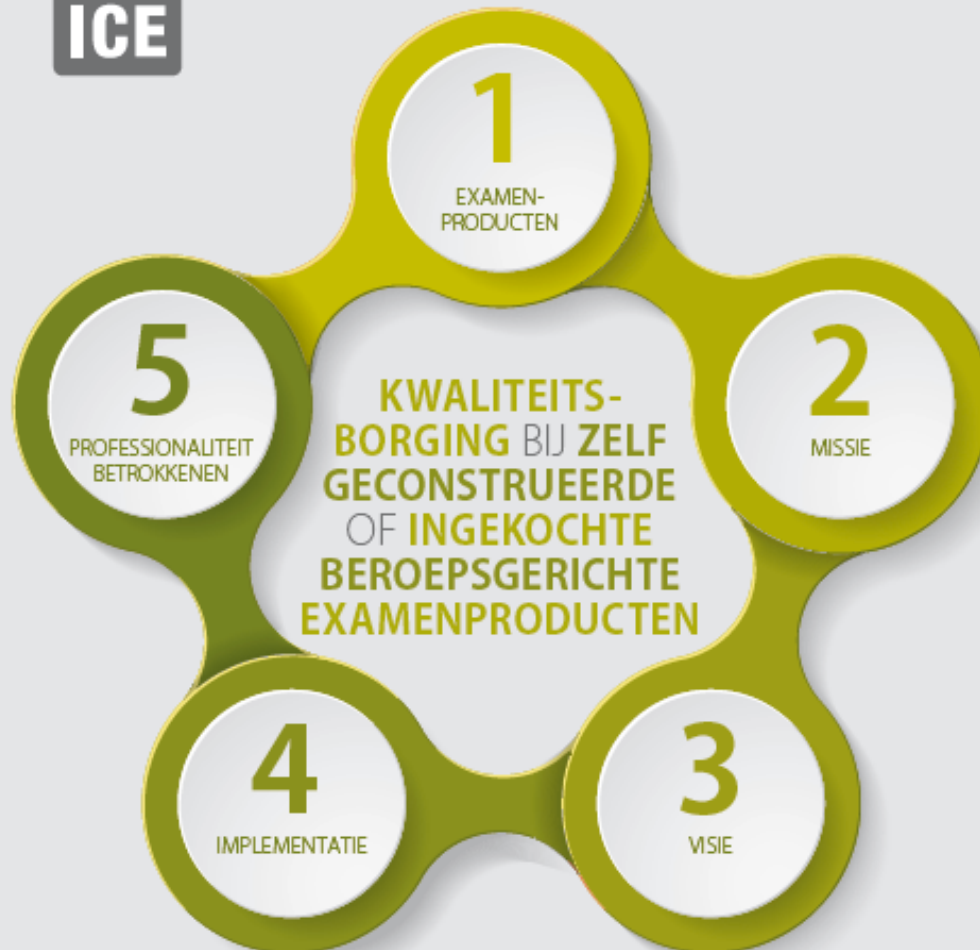 ICE
1
EXAMEN-
PRODUCTEN
2
MISSIE
3
VISIE
4
IMPLEMENTATIE
5
PROFESSIONALITEIT
BETROKKENEN
KWALITEITS-
BORGING BIJ ZELF
GECONSTRUEERDE
OF INGEKOCHTE
BEROEPSGERICHTE
EXAMENPRODUCTEN